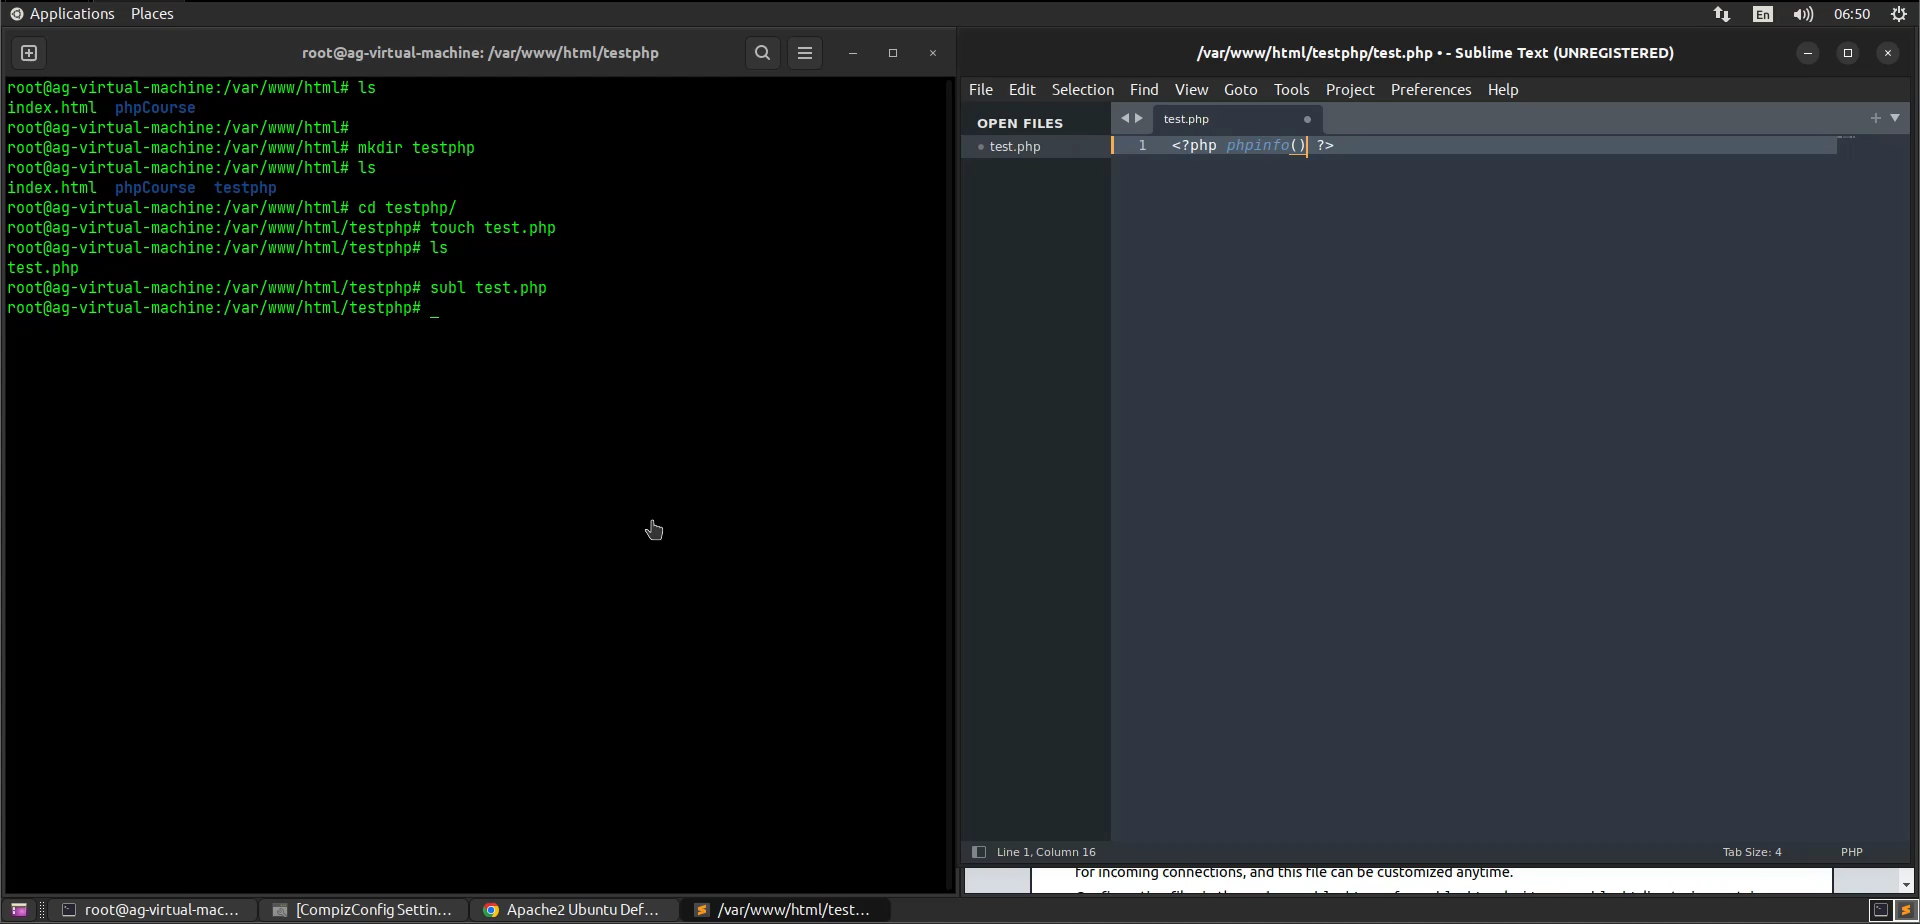 Applications Places
En
06:50
root@ag-virtual-machine: /var/www/html/testphp
root@ag-virtual-machine:/var/www/html# ls
index.html phpCourse
root@ag-virtual-machine:/var/www/html#
root@ag-virtual-machine:/var/www/html# mkdir testphp
root@ag-virtual-machine:/var/www/html# ls
index.html phpCourse testphp
root@ag-virtual-machine:/var/www/html# cd testphp/
root@ag-virtual-machine:/var/www/html/testphp# touch test.php
root@ag-virtual-machine:/var/www/html/testphp# ls
test.php
root@ag-virtual-machine:/var/www/html/testphp# subl test.php
root@ag-virtual-machine:/var/www/html/testphp# _
/var/www/html/testphp/test.php • - Sublime Text (UNREGISTERED)
File Edit Selection Find View Goto Tools Project Preferences Help
OPEN FILES
test.php
test.php
1 <?php phpinfo() ?>
Line 1, Column 16
Tab Size: 4
PHP
for incoming connections, and this file can be customized anytime.
root@ag-virtual-mac...
[CompizConfig Settin...
Apache2 Ubuntu Def...
/var/www/html/test...